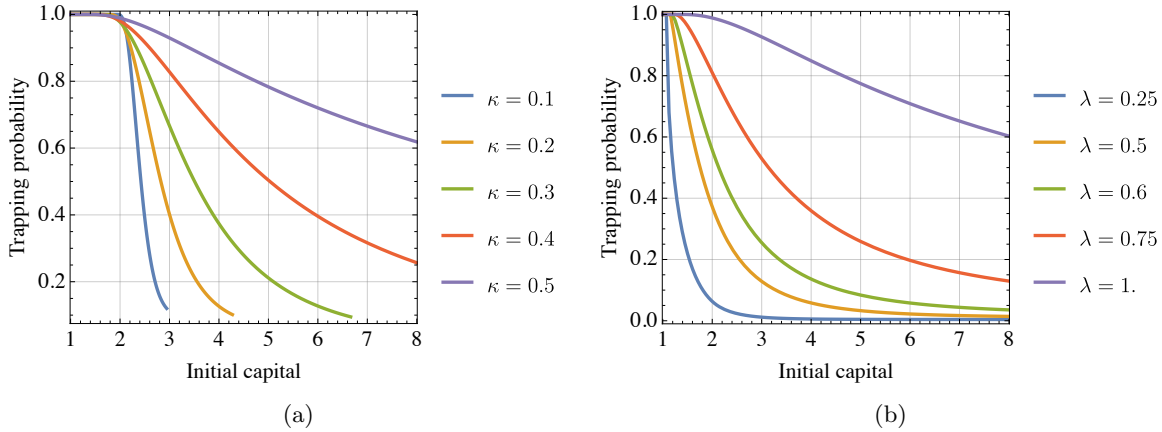 Trapping probability
1.0
0.8
0.6
0.4
0.2
1 2 3 4 5 6 7 8
Initial capital
κ = 0.1
κ = 0.2
κ = 0.3
κ = 0.4
κ = 0.5
(a)
Trapping probability
1.0
0.8
0.6
0.4
0.2
0.0
1 2 3 4 5 6 7 8
Initial capital
λ = 0.25
λ = 0.5
λ = 0.6
λ = 0.75
λ = 1.
(b)